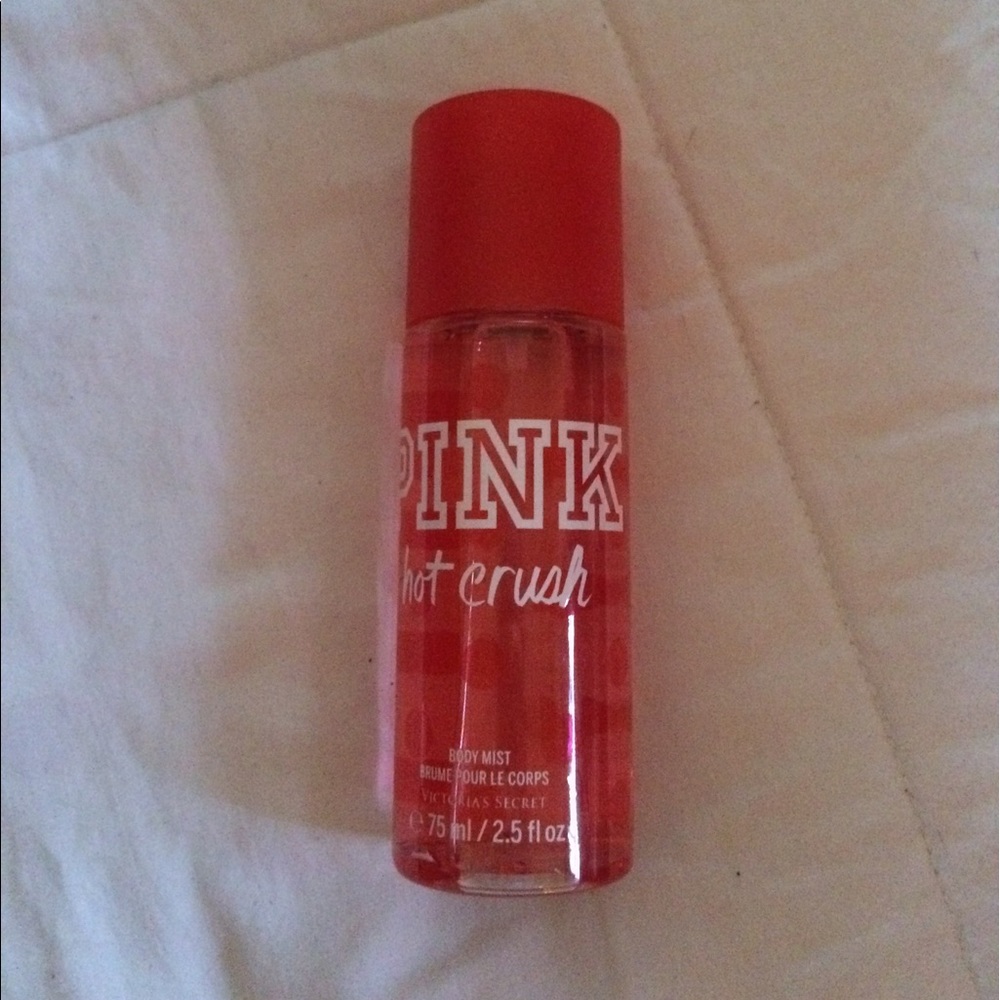 PINK
hot crush
BODY MIST
BRUME POUR LE CORPS
VICTORIA'S SECRET
℮ 75 ml / 2.5 fl oz